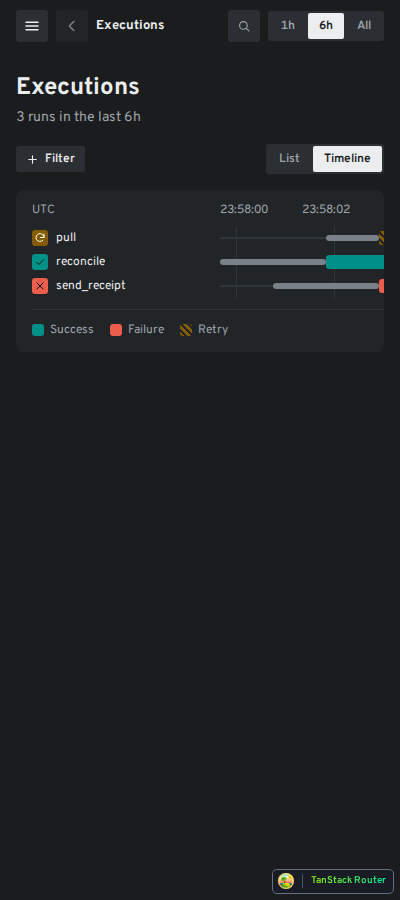 Executions
1h 6h All
Executions
3 runs in the last 6h
Filter
List Timeline
UTC 23:58:00 23:58:02
pull
reconcile
send_receipt
Success Failure Retry
TanStack Router